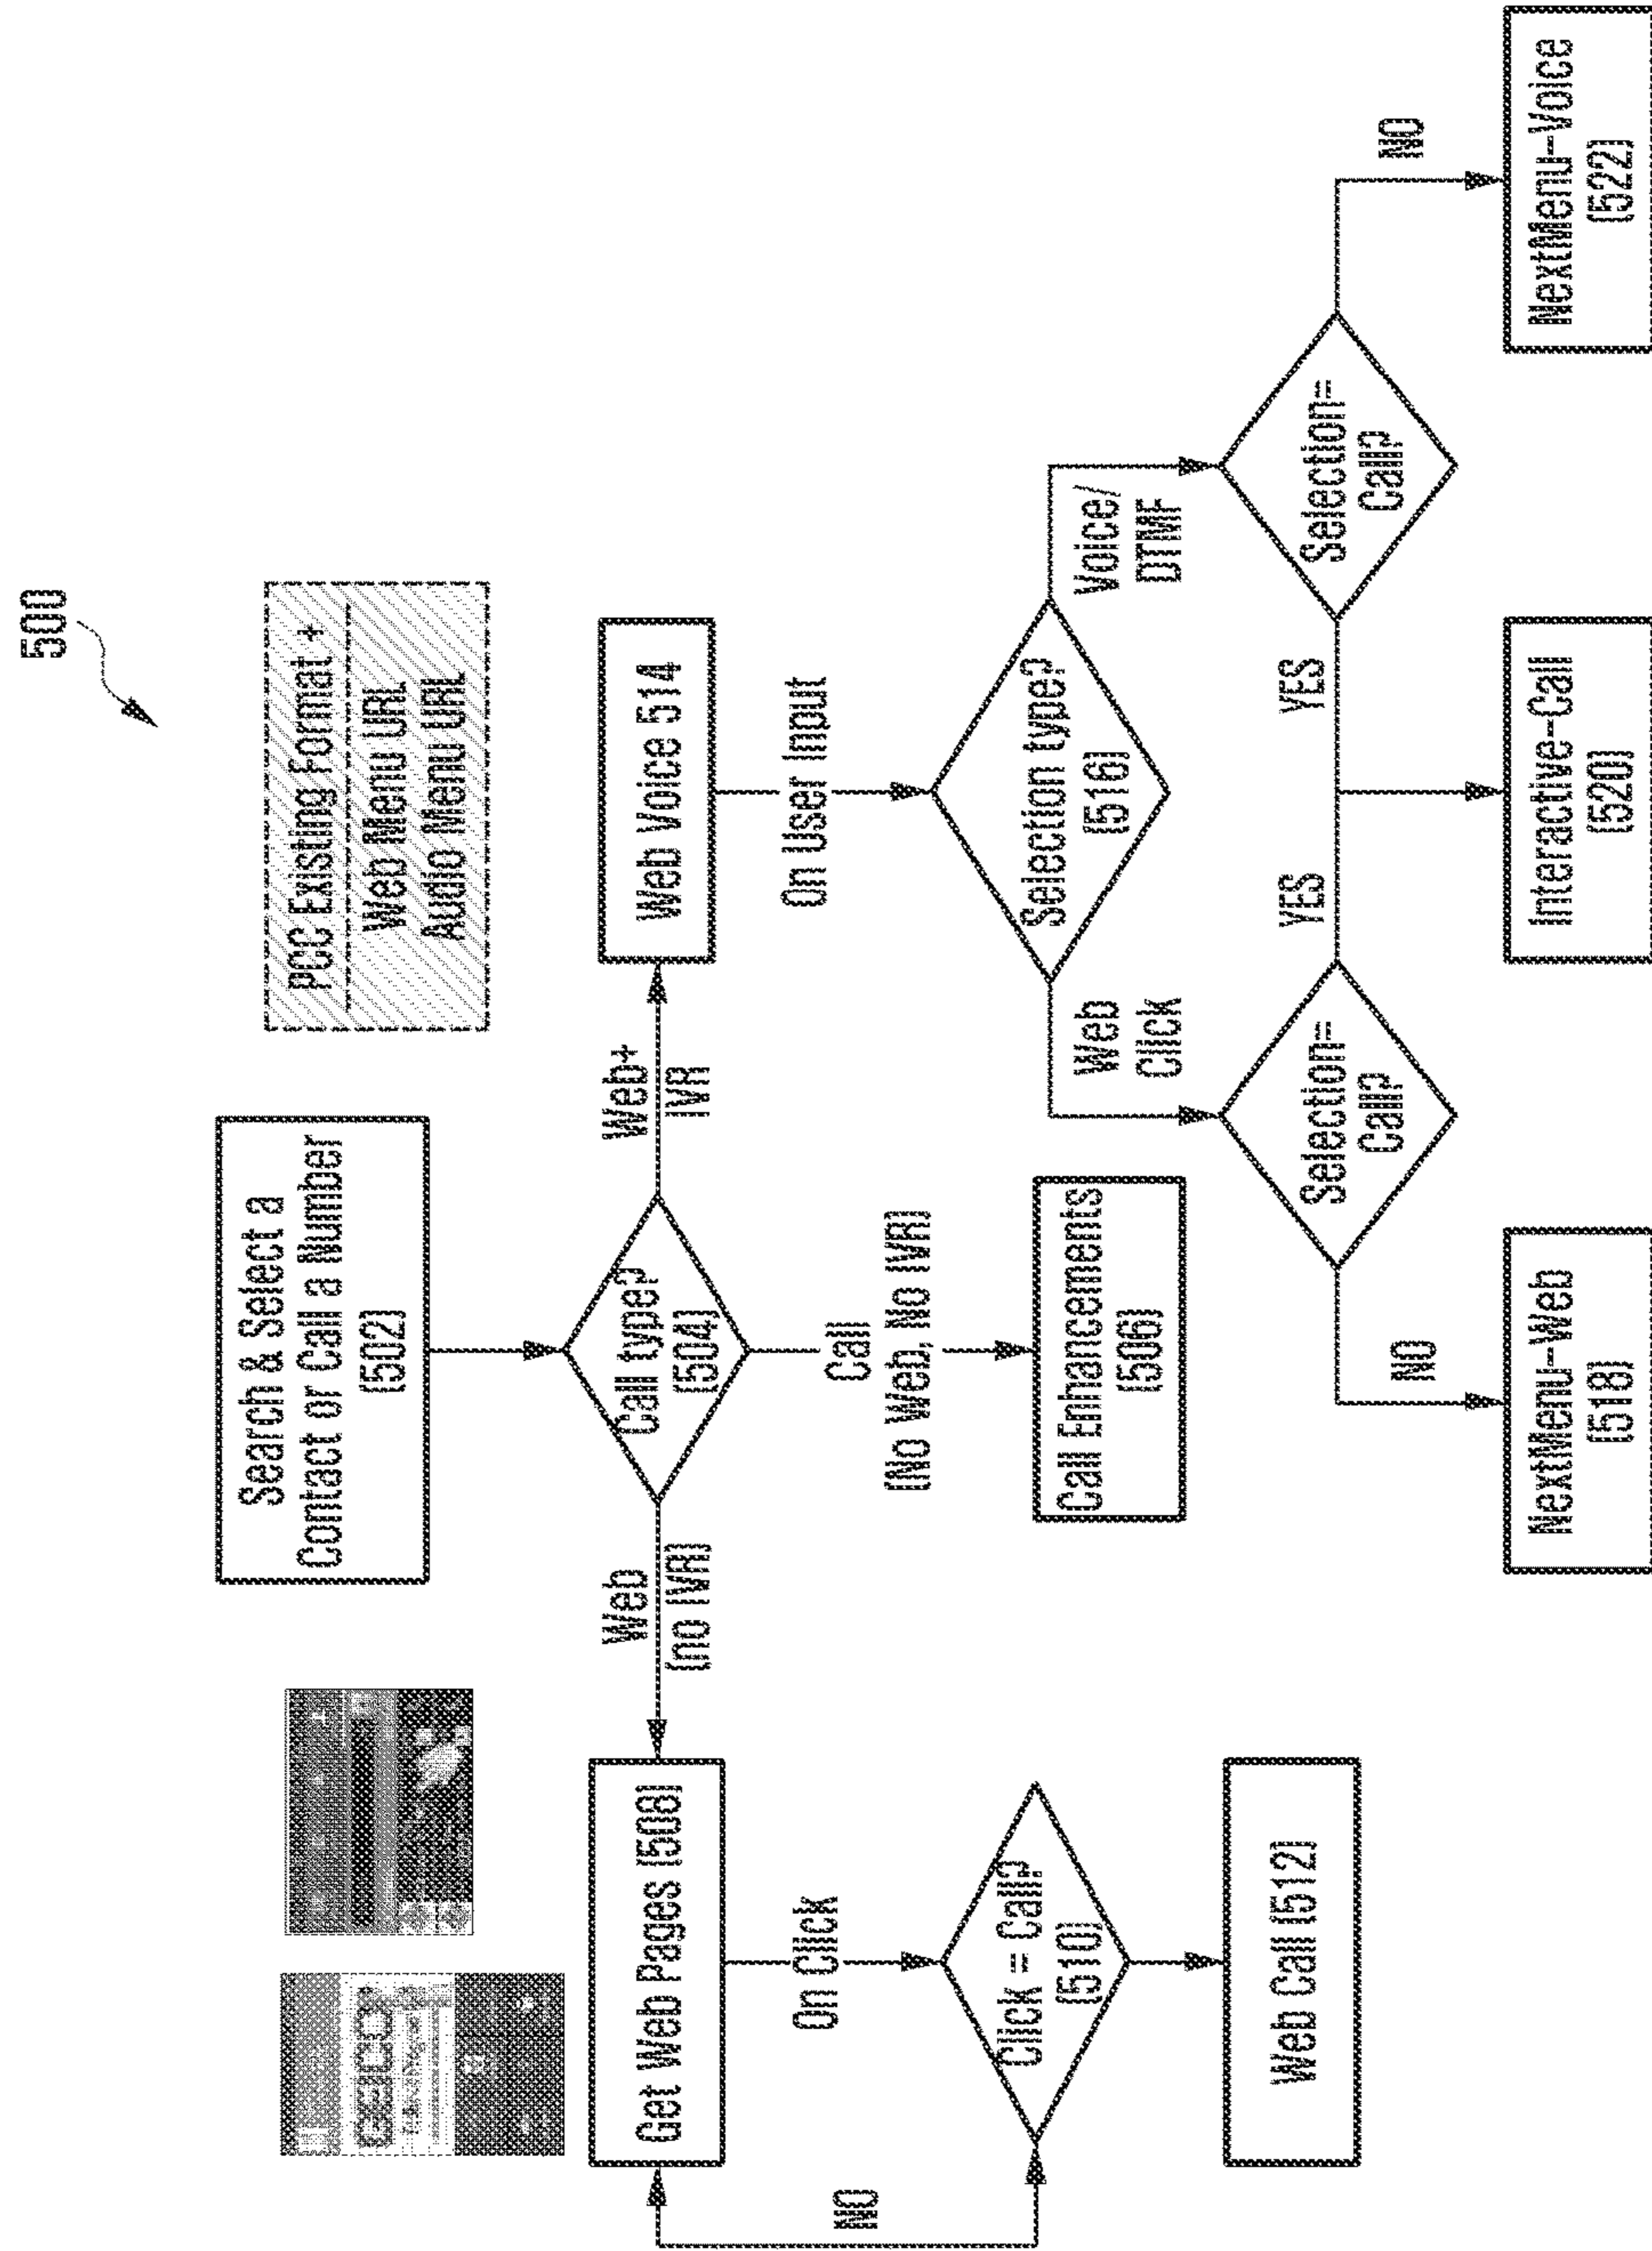 500
PCC Existing Format +
Web Menu URL
Audio Menu URL
Search & Select a
Contact or Call a Number
(502)
Call type?
(504)
Web
(no IVR)
Web+
IVR
Call
(No Web, No IVR)
Get Web Pages (508)
On Click
Click = Call?
(510)
NO
Web Call (512)
Call Enhancements
(506)
Web Voice 514
On User Input
Selection type?
(516)
Web
Click
Voice/
DTMF
Selection=
Call?
Selection=
Call?
NO
YES
YES
NO
NextMenu-Web
(518)
Interactive-Call
(520)
NextMenu-Voice
(522)